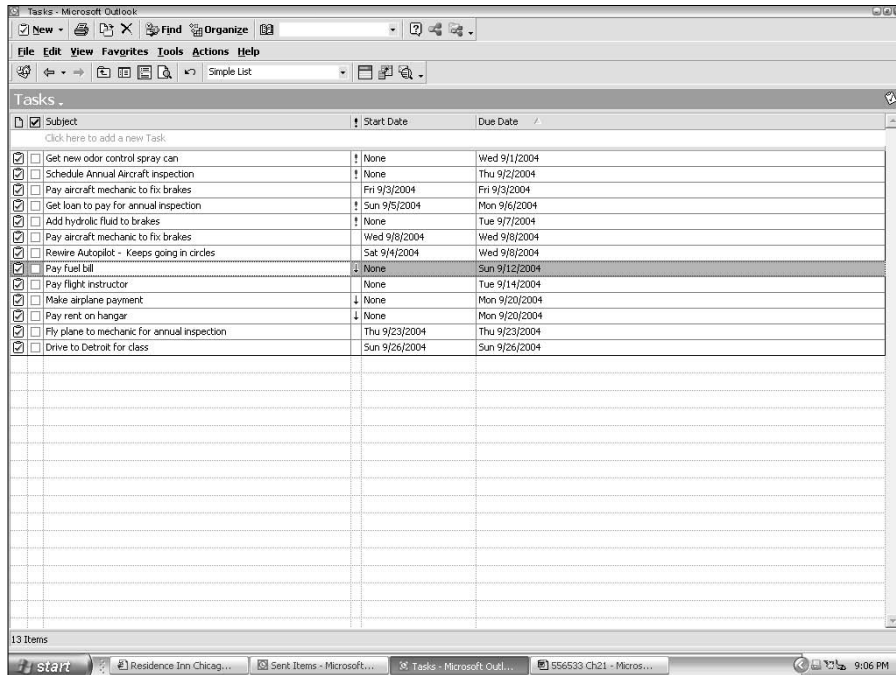 Tasks - Microsoft Outlook
New Find Organize
File Edit View Favorites Tools Actions Help
Simple List
Tasks
Subject ! Start Date Due Date
Click here to add a new Task
Get new odor control spray can ! None Wed 9/1/2004
Schedule Annual Aircraft inspection ! None Thu 9/2/2004
Pay aircraft mechanic to fix brakes Fri 9/3/2004 Fri 9/3/2004
Get loan to pay for annual inspection ! Sun 9/5/2004 Mon 9/6/2004
Add hydrolic fluid to brakes ! None Tue 9/7/2004
Pay aircraft mechanic to fix brakes Wed 9/8/2004 Wed 9/8/2004
Rewire Autopilot - Keeps going in circles Sat 9/4/2004 Wed 9/8/2004
Pay fuel bill ↓ None Sun 9/12/2004
Pay flight instructor None Tue 9/14/2004
Make airplane payment ↓ None Mon 9/20/2004
Pay rent on hangar ↓ None Mon 9/20/2004
Fly plane to mechanic for annual inspection Thu 9/23/2004 Thu 9/23/2004
Drive to Detroit for class Sun 9/26/2004 Sun 9/26/2004
13 Items
start Residence Inn Chicag... Sent Items - Microsoft... Tasks - Microsoft Outl... 556533 Ch21 - Micros... 9:06 PM